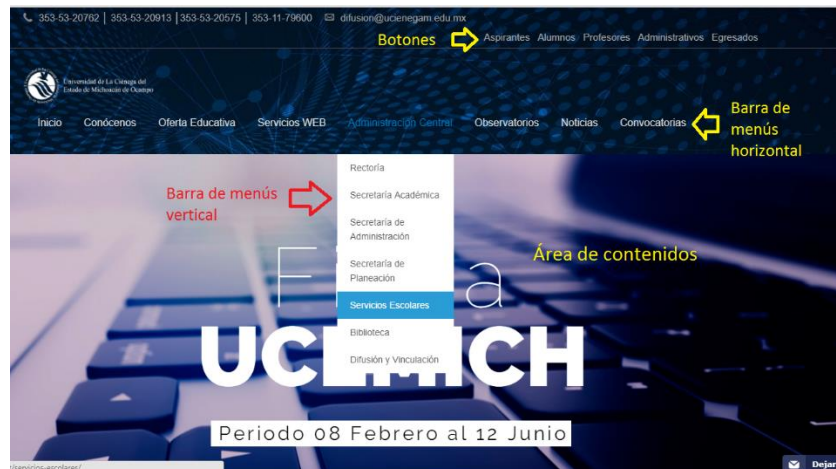 353-53-20762 | 353-53-20913 | 353-53-20575 | 353-11-79600 difusion@ucienegam.edu.mx
Botones
Aspirantes Alumnos Profesores Administrativos Egresados
Universidad de La Cienega del
Estado de Michoacán de Ocampo
Inicio Conócenos Oferta Educativa Servicios WEB Administración Central Observatorios Noticias Convocatorias
Barra de
menús
horizontal
Rectoría
Barra de menús
vertical
Secretaría Académica
Secretaría de
Administración
Secretaría de
Planeación
Área de contenidos
Servicios Escolares
Biblioteca
Difusión y Vinculación
UCEMICH
Periodo 08 Febrero al 12 Junio
/servicios-escolares/
Dejar